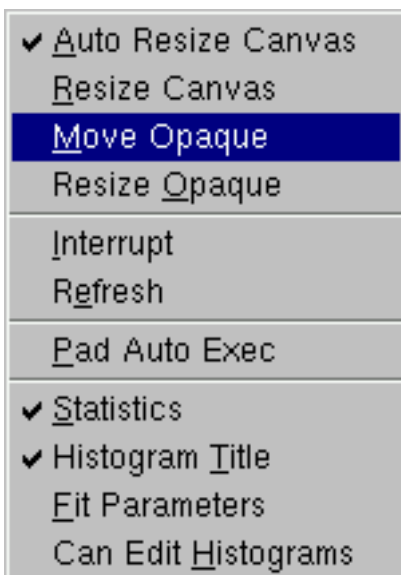 Auto Resize Canvas
Resize Canvas
Move Opaque
Resize Opaque
Interrupt
Refresh
Pad Auto Exec
Statistics
Histogram Title
Fit Parameters
Can Edit Histograms